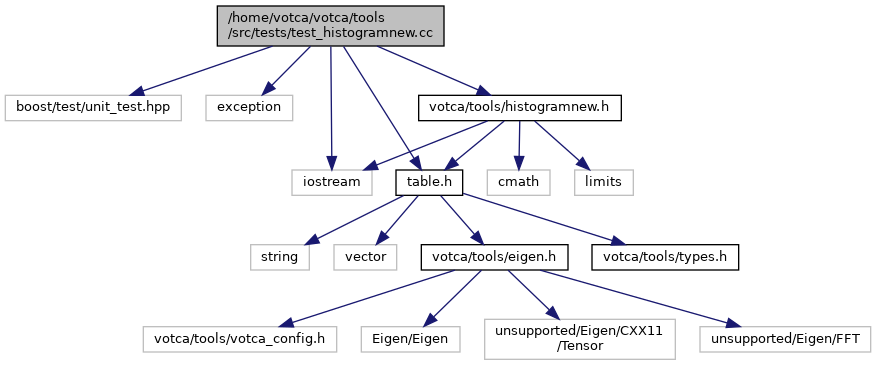 /home/votca/votca/tools
/src/tests/test_histogramnew.cc
boost/test/unit_test.hpp
exception
votca/tools/histogramnew.h
iostream
table.h
cmath
limits
string
vector
votca/tools/eigen.h
votca/tools/types.h
votca/tools/votca_config.h
Eigen/Eigen
unsupported/Eigen/CXX11
/Tensor
unsupported/Eigen/FFT